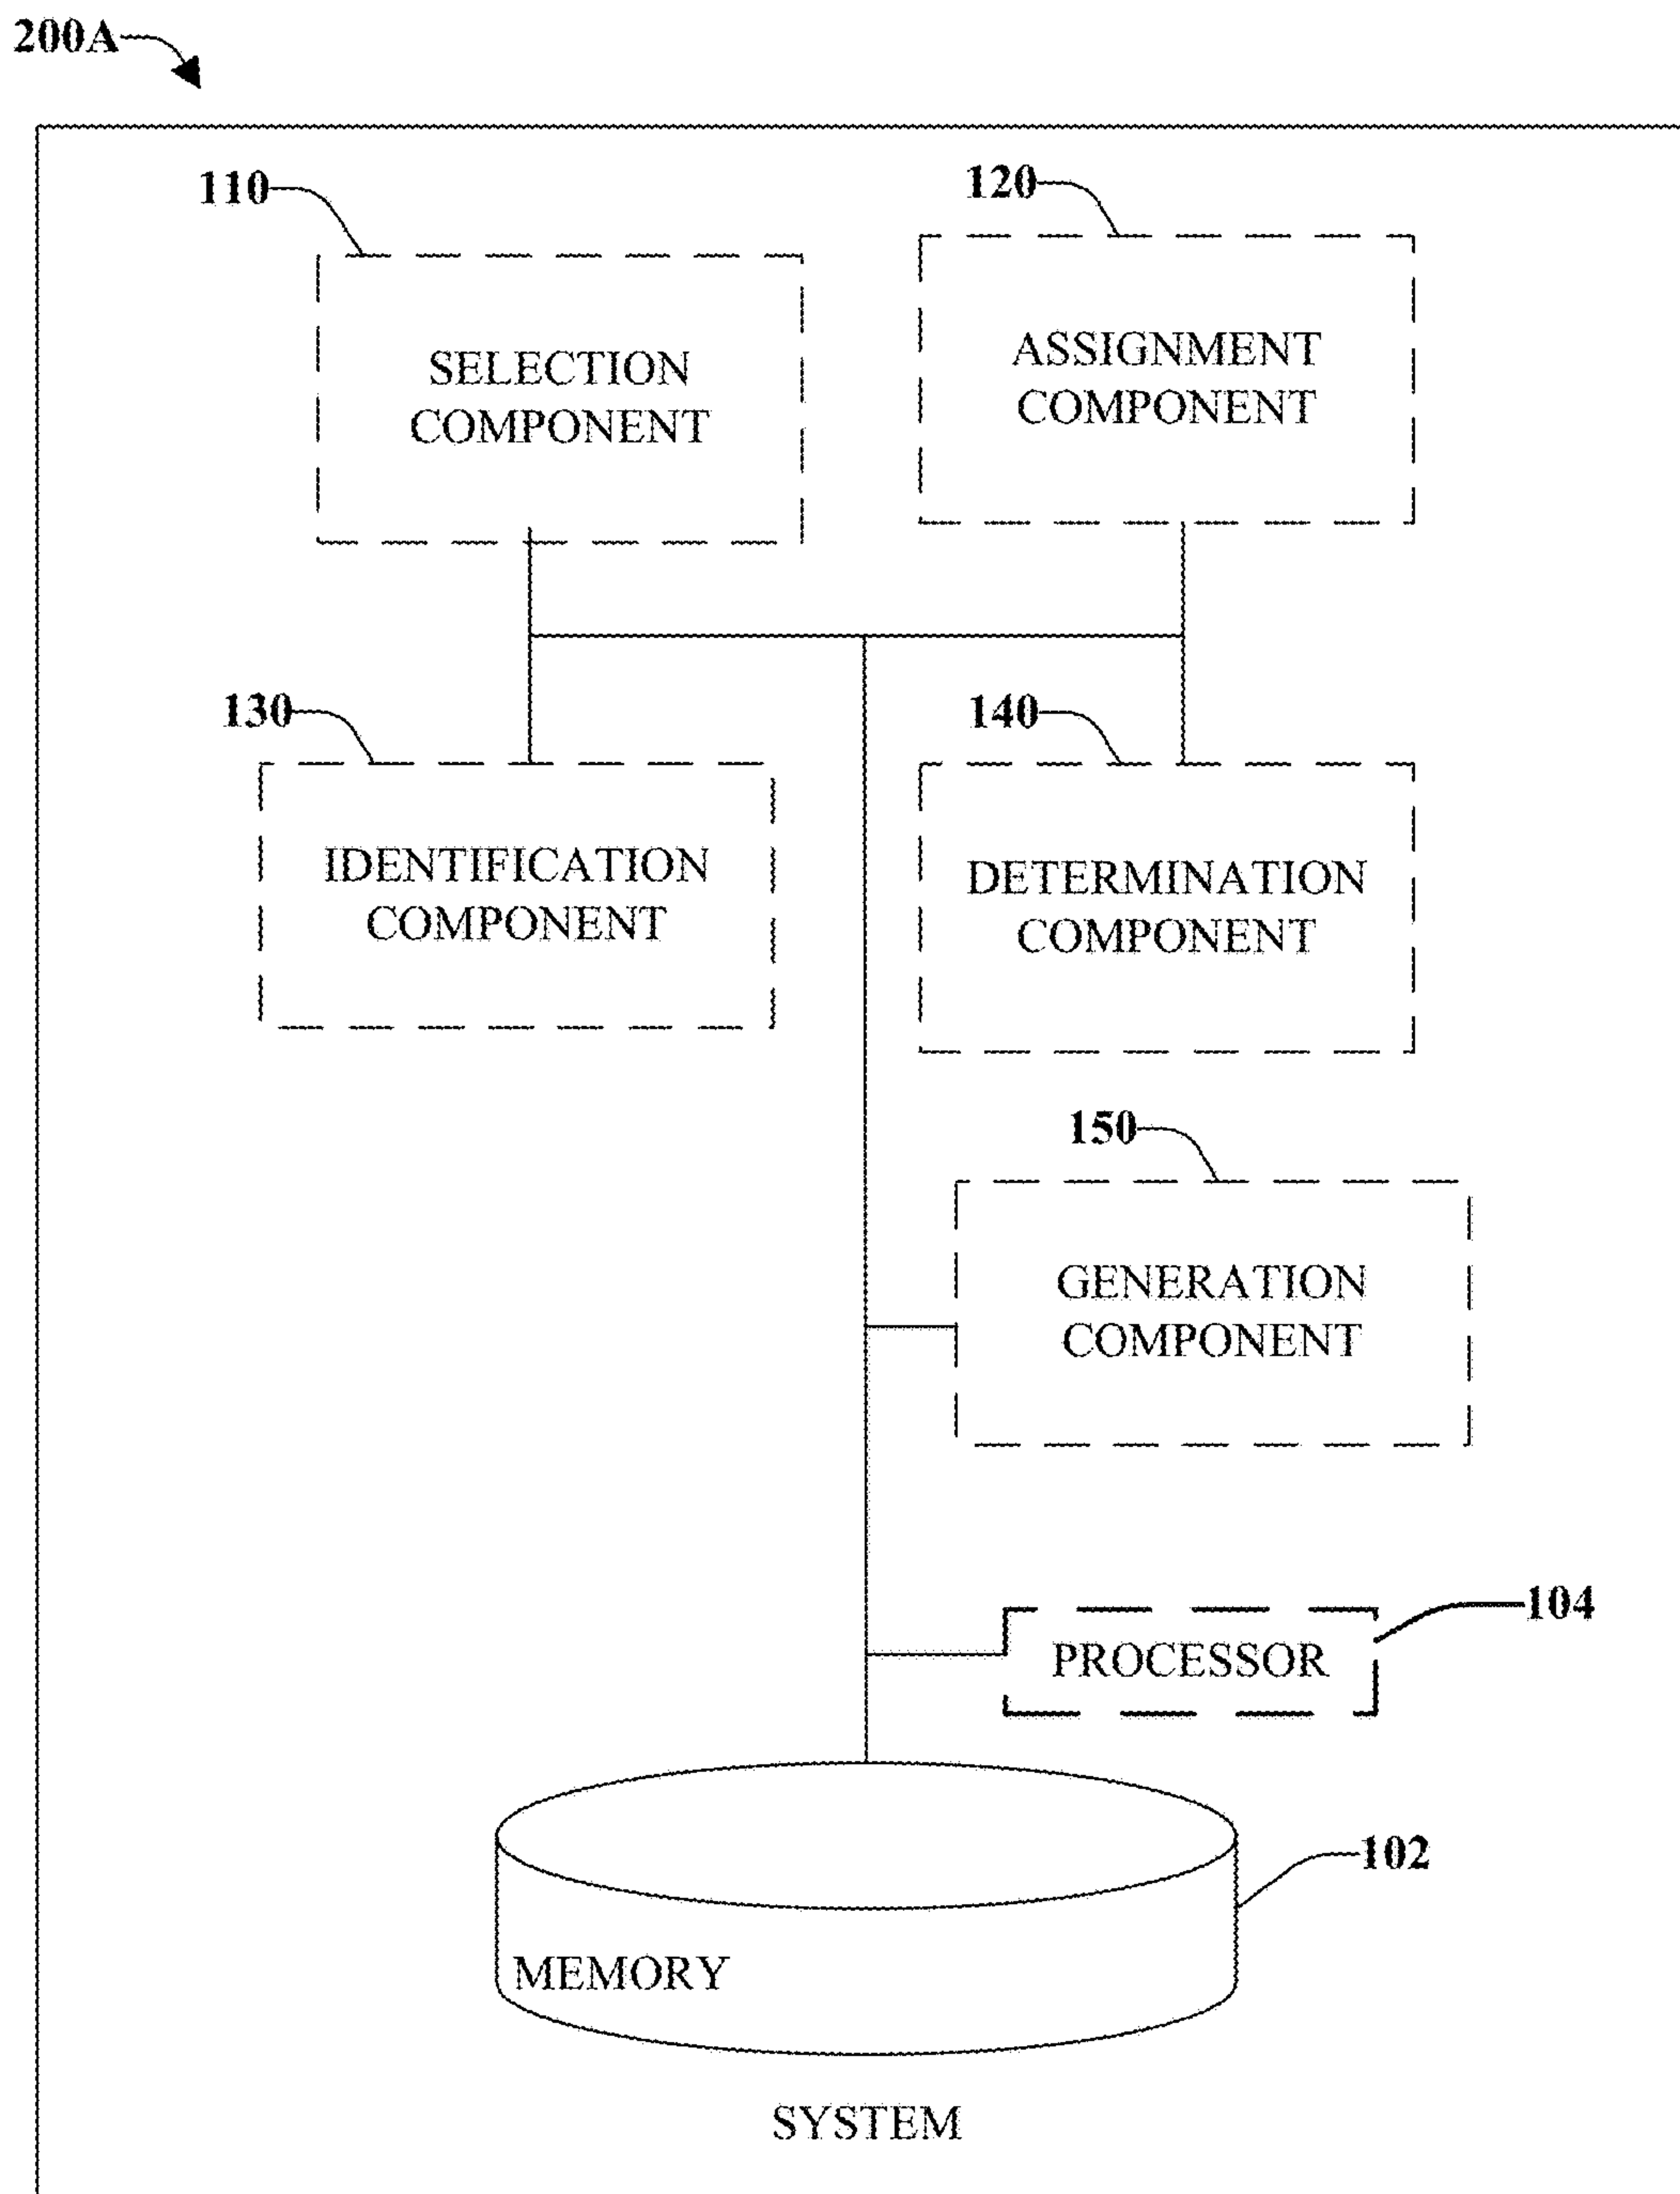 200A
110
120
SELECTION
COMPONENT
ASSIGNMENT
COMPONENT
130
140
IDENTIFICATION
COMPONENT
DETERMINATION
COMPONENT
150
GENERATION
COMPONENT
104
PROCESSOR
102
MEMORY
SYSTEM